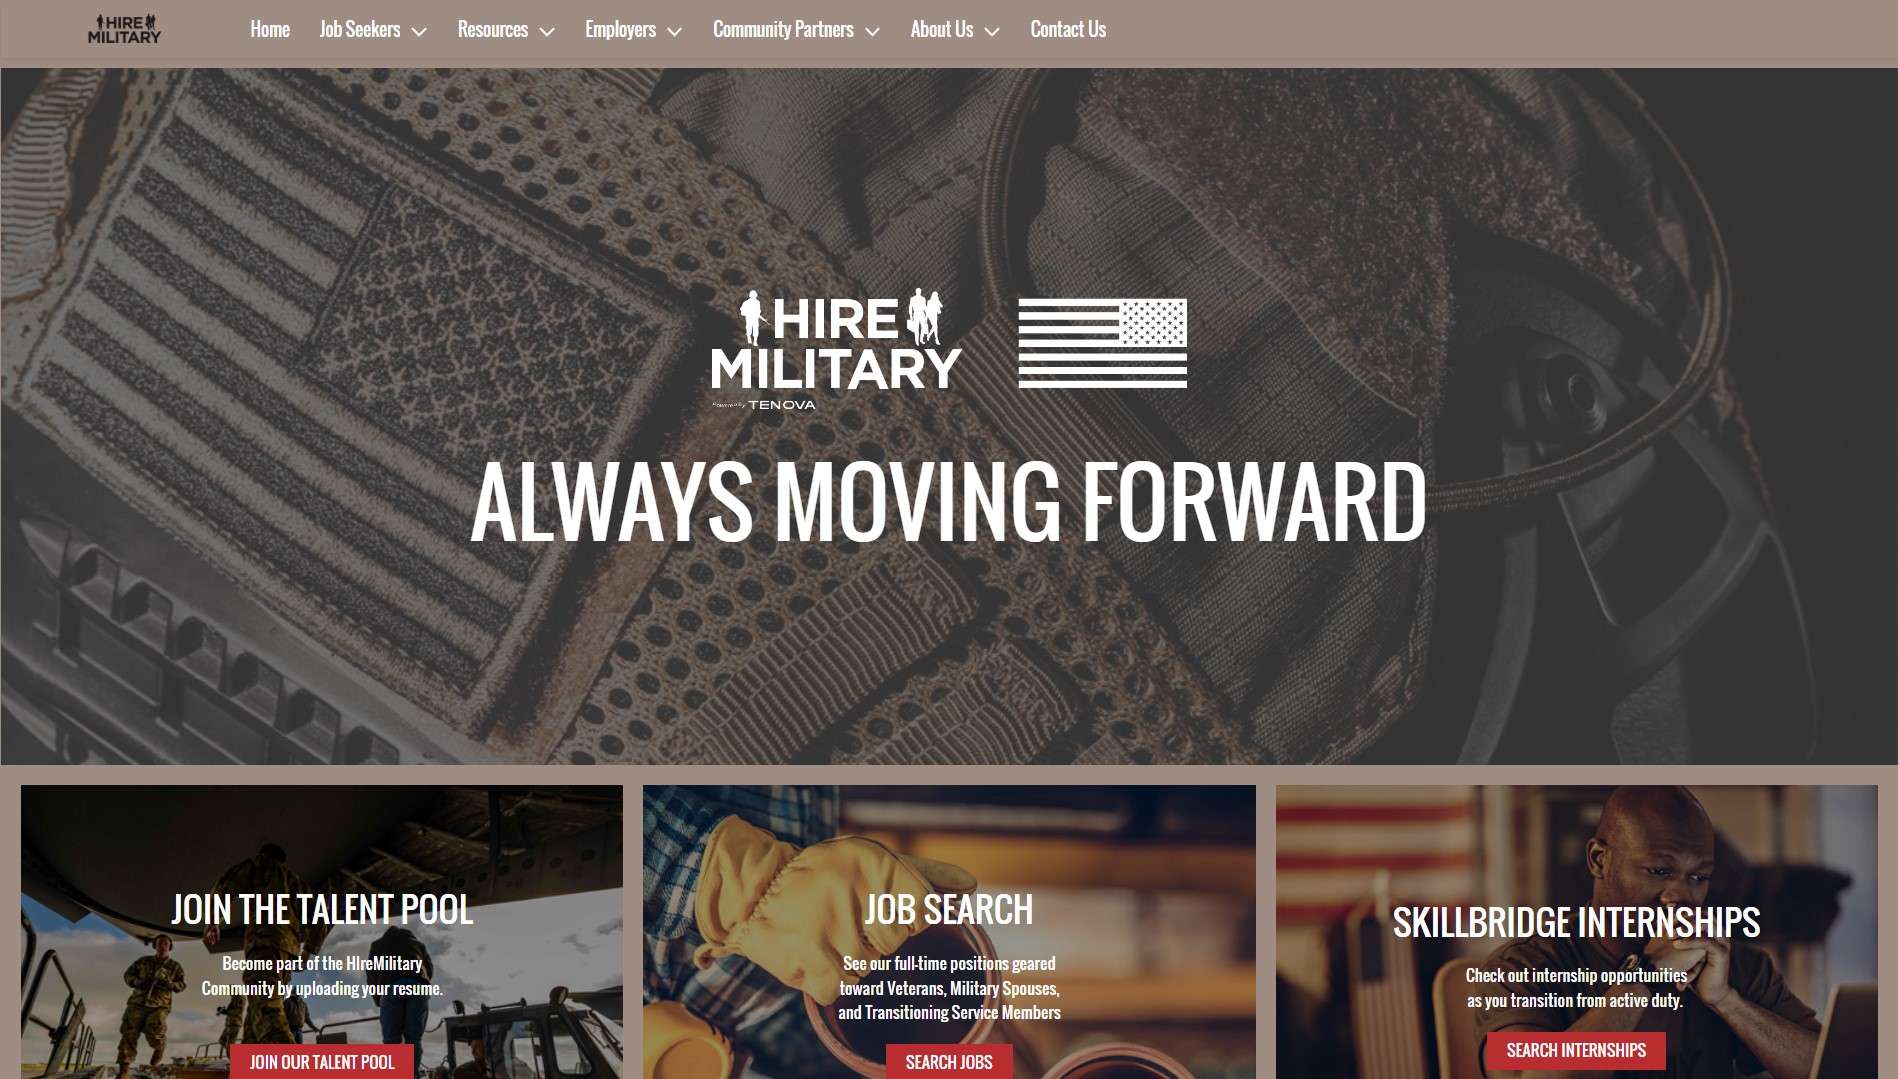 HIRE
MILITARY
Home Job Seekers Resources Employers Community Partners About Us Contact Us
HIRE
MILITARY
POWERED BY TENOVA
ALWAYS MOVING FORWARD
JOIN THE TALENT POOL
Become part of the HIreMilitary
Community by uploading your resume.
JOIN OUR TALENT POOL
JOB SEARCH
See our full-time positions geared
toward Veterans, Military Spouses,
and Transitioning Service Members
SEARCH JOBS
SKILLBRIDGE INTERNSHIPS
Check out internship opportunities
as you transition from active duty.
SEARCH INTERNSHIPS